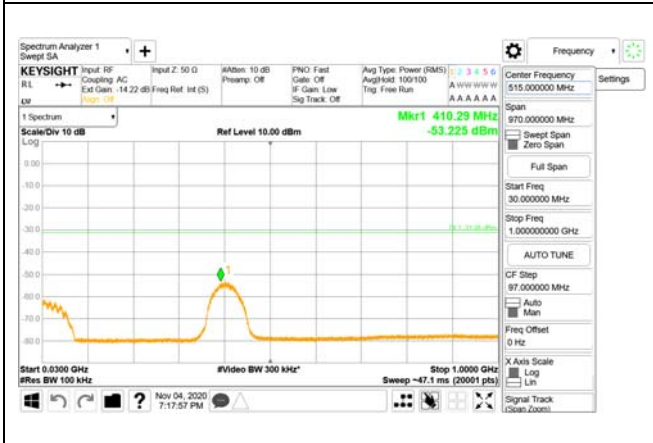 Spectrum Analyzer 1
Swept SA
+
Frequency
KEYSIGHT
RL
Input: RF
Coupling: AC
Ext Gain: -14.22 dB
Align: Off
Input Z: 50 Ω
Freq Ref: Int (S)
#Atten: 10 dB
Preamp: Off
PNO: Fast
Gate: Off
IF Gain: Low
Sig Track: Off
Avg Type: Power (RMS)
Avg|Hold: 100/100
Trig: Free Run
1 2 3 4 5 6
A W W W W W
A A A A A A
1 Spectrum
Scale/Div 10 dB
Ref Level 10.00 dBm
Mkr1 410.29 MHz
-53.225 dBm
Log
0.00
-10.0
-20.0
-30.0
-40.0
-50.0
-60.0
-70.0
-80.0
1
Start 0.0300 GHz
#Res BW 100 kHz
#Video BW 300 kHz*
Stop 1.0000 GHz
Sweep ~47.1 ms (20001 pts)
Nov 04, 2020
7:17:57 PM
?
Center Frequency
515.000000 MHz
Settings
Span
970.000000 MHz
Swept Span
Zero Span
Full Span
Start Freq
30.000000 MHz
Stop Freq
1.000000000 GHz
AUTO TUNE
CF Step
97.000000 MHz
Auto
Man
Freq Offset
0 Hz
X Axis Scale
Log
Lin
Signal Track
(Span Zoom)